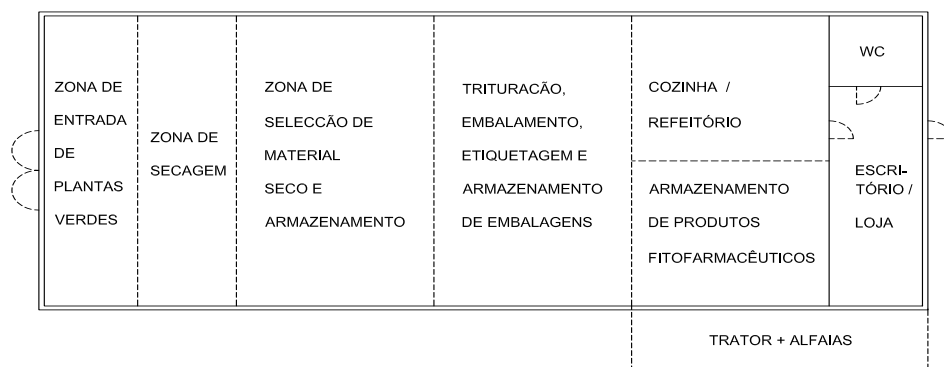 ZONA DE
ENTRADA
DE
PLANTAS
VERDES
ZONA DE
SECAGEM
ZONA DE
SELECCÃO DE
MATERIAL
SECO E
ARMAZENAMENTO
TRITURACÃO,
EMBALAMENTO,
ETIQUETAGEM E
ARMAZENAMENTO
DE EMBALAGENS
COZINHA /
REFEITÓRIO
ARMAZENAMENTO
DE PRODUTOS
FITOFARMACÊUTICOS
WC
ESCRI-
TÓRIO /
LOJA
TRATOR + ALFAIAS